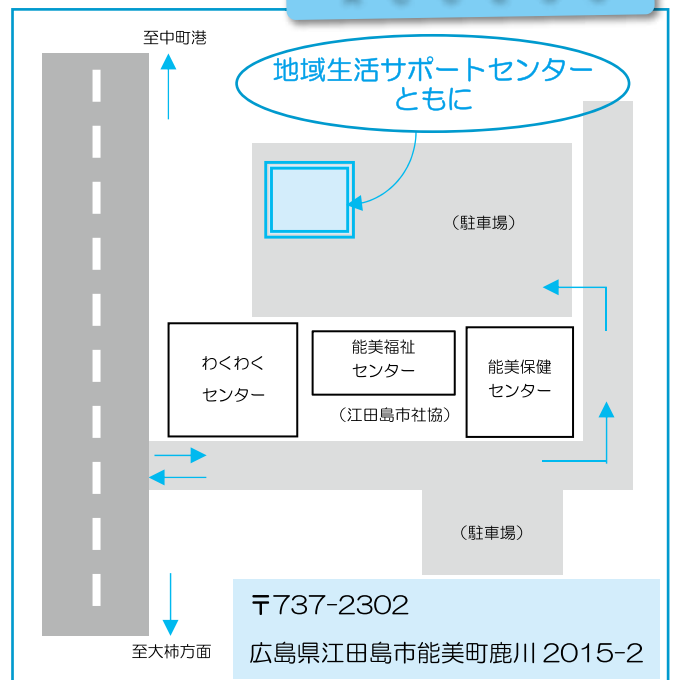 至中町港
地域生活サポートセンター
ともに
（駐車場）
わくわく
センター
能美福祉
センター
（江田島市社協）
能美保健
センター
（駐車場）
至大柿方面
〒737-2302
広島県江田島市能美町鹿川 2015-2